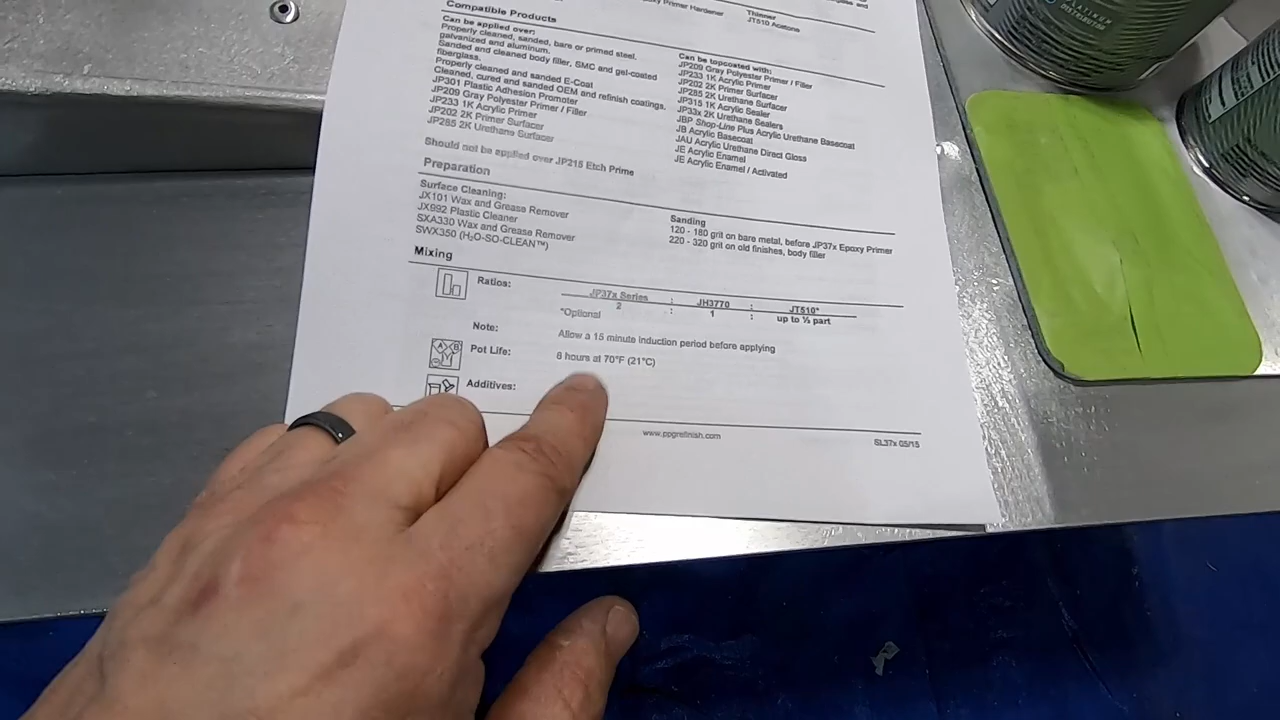 Primer Hardener
Thinner
JT510 Acetone
Compatible Products
Can be applied over:
Properly cleaned, sanded, bare or primed steel,
galvanized and aluminum.
Sanded and cleaned body filler, SMC and gel-coated
fiberglass.
Properly cleaned and sanded E-Coat
Cleaned, cured and sanded OEM and refinish coatings.
JP301 Plastic Adhesion Promoter
JP209 Gray Polyester Primer / Filler
JP233 1K Acrylic Primer
JP202 2K Primer Surfacer
JP285 2K Urethane Surfacer
Should not be applied over JP215 Etch Prime
Can be topcoated with:
JP209 Gray Polyester Primer / Filler
JP233 1K Acrylic Primer
JP202 2K Primer Surfacer
JP285 2K Urethane Surfacer
JP315 1K Acrylic Sealer
JP33x 2K Urethane Sealers
JBP Shop-Line Plus Acrylic Urethane Basecoat
JB Acrylic Basecoat
JAU Acrylic Urethane Direct Gloss
JE Acrylic Enamel
JE Acrylic Enamel / Activated
Preparation
Surface Cleaning:
JX101 Wax and Grease Remover
JX992 Plastic Cleaner
SXA330 Wax and Grease Remover
SWX350 (H₂O-SO-CLEAN™)
Sanding
120 - 180 grit on bare metal, before JP37x Epoxy Primer
220 - 320 grit on old finishes, body filler
Mixing
Ratios:
JP37x Series : JH3770 : JT510*
2 : 1 : up to ½ part
*Optional
Note: Allow a 15 minute induction period before applying
Pot Life: 8 hours at 70°F (21°C)
Additives:
www.ppgrefinish.com
SL37x 05/15
PLATINUM
DISTRIBUTOR